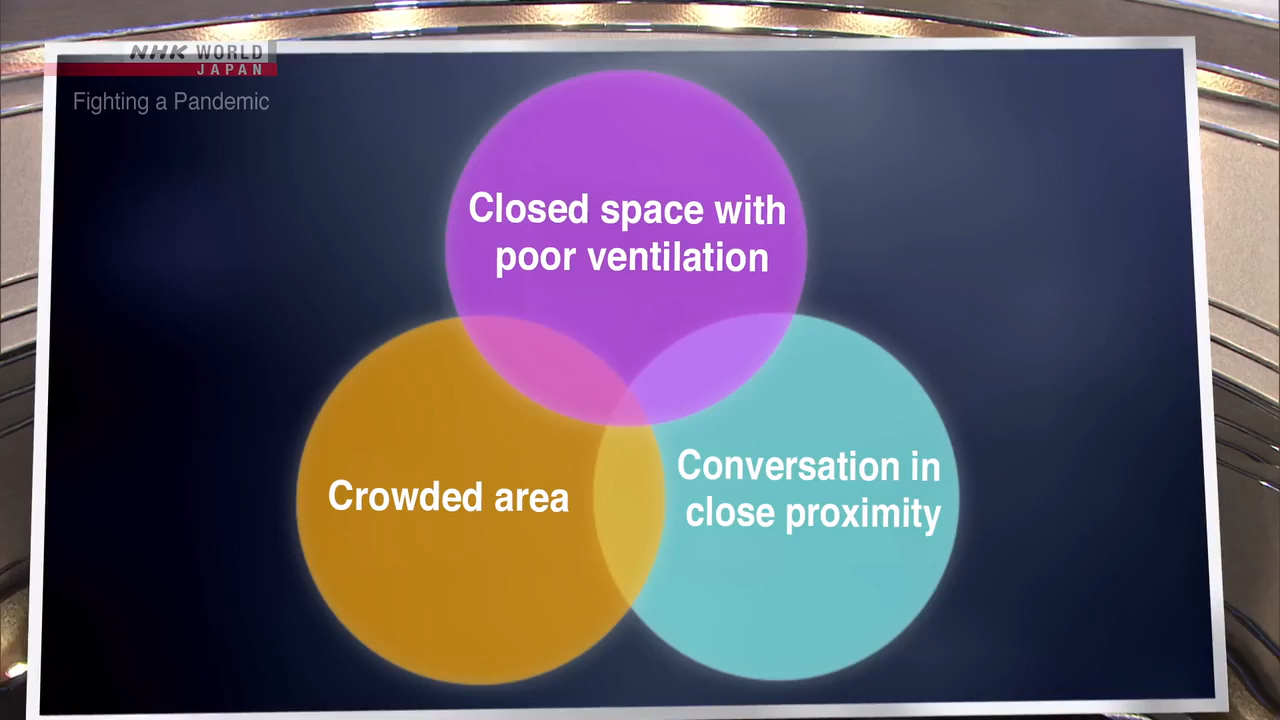 NHK WORLD
JAPAN
Fighting a Pandemic
Closed space with
poor ventilation
Crowded area
Conversation in
close proximity